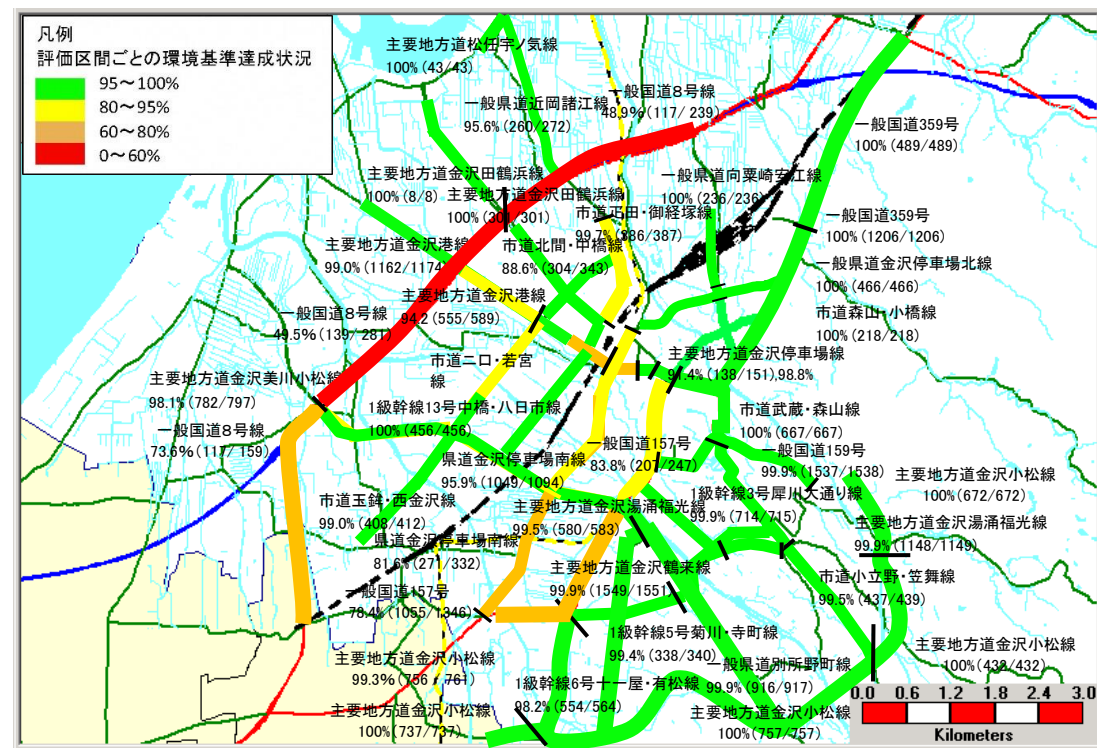 凡例
評価区間ごとの環境基準達成状況
95～100%
80～95%
60～80%
0～60%
主要地方道松任宇ノ気線
100% (43/43)
一般県道近岡諸江線
95.6% (260/272)
一般国道8号線
48.9% (117/239)
一般国道359号
100% (489/489)
主要地方道金沢田鶴浜線
100% (8/8)
主要地方道金沢田鶴浜線
100% (301/301)
一般県道向粟崎安江線
100% (236/236)
市道疋田・御経塚線
99.7% (386/387)
一般国道359号
100% (1206/1206)
主要地方道金沢港線
99.0% (1162/1174)
市道北間・中橋線
88.6% (304/343)
一般県道金沢停車場北線
100% (466/466)
主要地方道金沢港線
94.2 (555/589)
一般国道8号線
49.5% (139/281)
市道森山・小橋線
100% (218/218)
市道二口・若宮
線
主要地方道金沢停車場線
91.4% (138/151),98.8%
主要地方道金沢美川小松線
98.1% (782/797)
1級幹線13号中橋・八日市線
100% (456/456)
市道武蔵・森山線
100% (667/667)
一般国道8号線
73.6% (117/159)
一般国道157号
83.8% (207/247)
一般国道159号
99.9% (1537/1538)
県道金沢停車場南線
95.9% (1049/1094)
主要地方道金沢小松線
100% (672/672)
市道玉鉾・西金沢線
99.0% (408/412)
1級幹線3号犀川大通り線
99.9% (714/715)
主要地方道金沢湯涌福光線
99.5% (580/583)
主要地方道金沢湯涌福光線
99.9% (1148/1149)
県道金沢停車場南線
81.6% (271/332)
主要地方道金沢鶴来線
99.9% (1549/1551)
市道小立野・笠舞線
99.5% (437/439)
一般国道157号
78.4% (1055/1346)
1級幹線5号菊川・寺町線
99.4% (338/340)
主要地方道金沢小松線
100% (432/432)
主要地方道金沢小松線
99.3% (756/761)
一般県道別所野町線
99.9% (916/917)
1級幹線6号十一屋・有松線
98.2% (554/564)
主要地方道金沢小松線
100% (737/737)
主要地方道金沢小松線
100% (757/757)
0.0 0.6 1.2 1.8 2.4 3.0
Kilometers